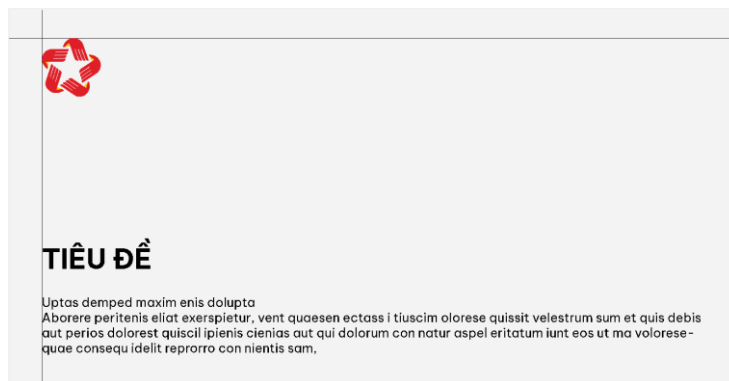 TIÊU ĐỀ
Uptas demped maxim enis dolupta
Aborere peritenis eliat exerspietur, vent quaesen ectass i tiuscim olorese quissit velestrum sum et quis debis
aut perios dolorest quiscil ipienis cienias aut qui dolorum con natur aspel eritatum iunt eos ut ma volorese-
quae consequ idelit reprorro con nientis sam,